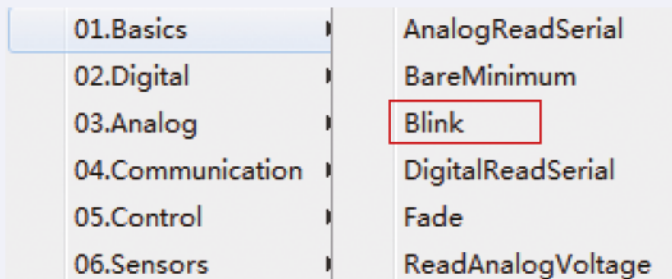 01.Basics
02.Digital
03.Analog
04.Communication
05.Control
06.Sensors
AnalogReadSerial
BareMinimum
Blink
DigitalReadSerial
Fade
ReadAnalogVoltage